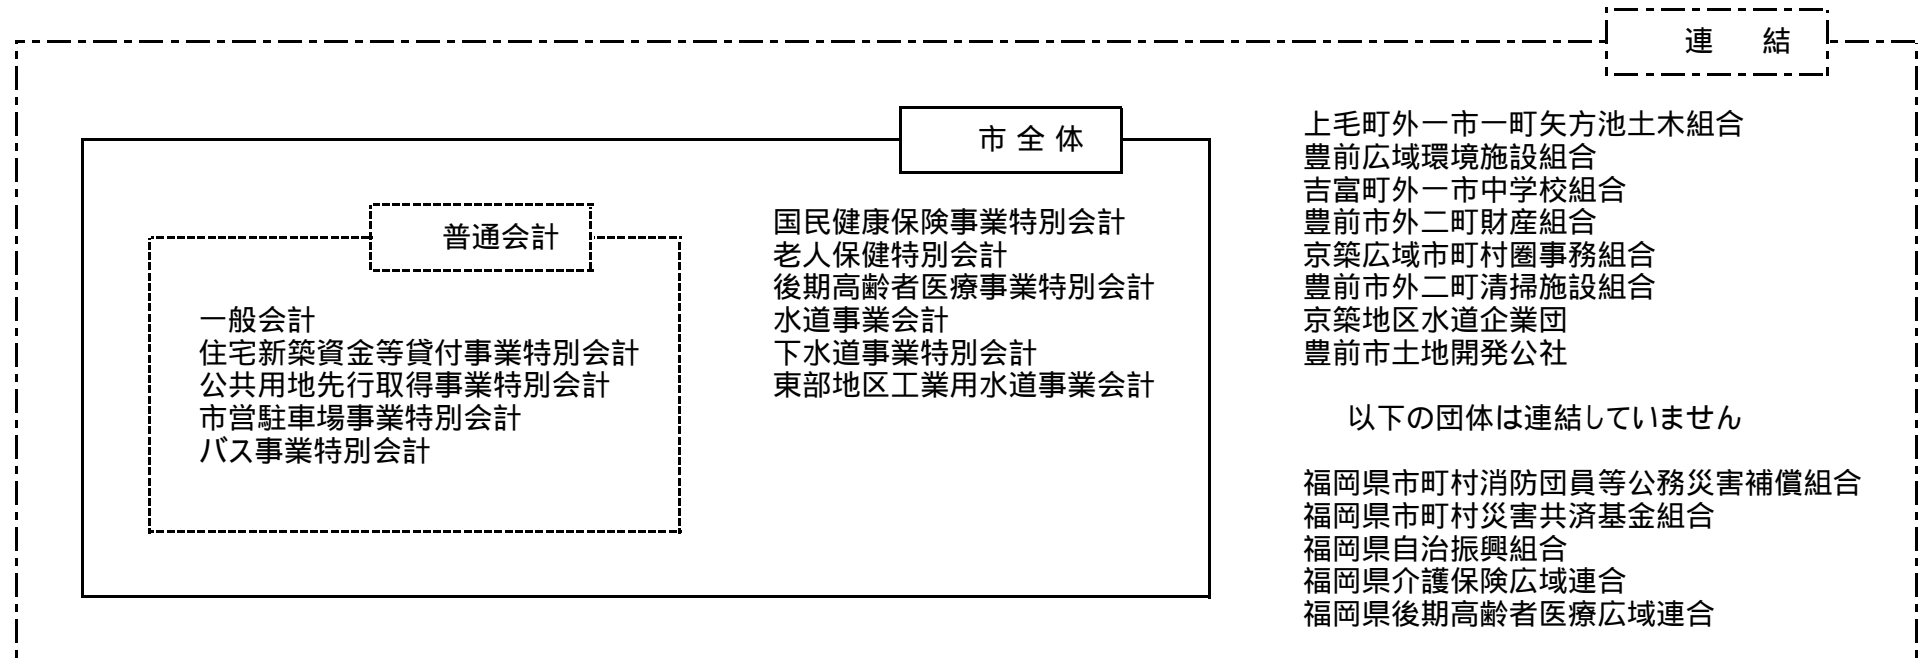 連 結
市 全 体
普通会計
一般会計
住宅新築資金等貸付事業特別会計
公共用地先行取得事業特別会計
市営駐車場事業特別会計
バス事業特別会計
国民健康保険事業特別会計
老人保健特別会計
後期高齢者医療事業特別会計
水道事業会計
下水道事業特別会計
東部地区工業用水道事業会計
上毛町外一市一町矢方池土木組合
豊前広域環境施設組合
吉富町外一市中学校組合
豊前市外二町財産組合
京築広域市町村圏事務組合
豊前市外二町清掃施設組合
京築地区水道企業団
豊前市土地開発公社
以下の団体は連結していません
福岡県市町村消防団員等公務災害補償組合
福岡県市町村災害共済基金組合
福岡県自治振興組合
福岡県介護保険広域連合
福岡県後期高齢者医療広域連合